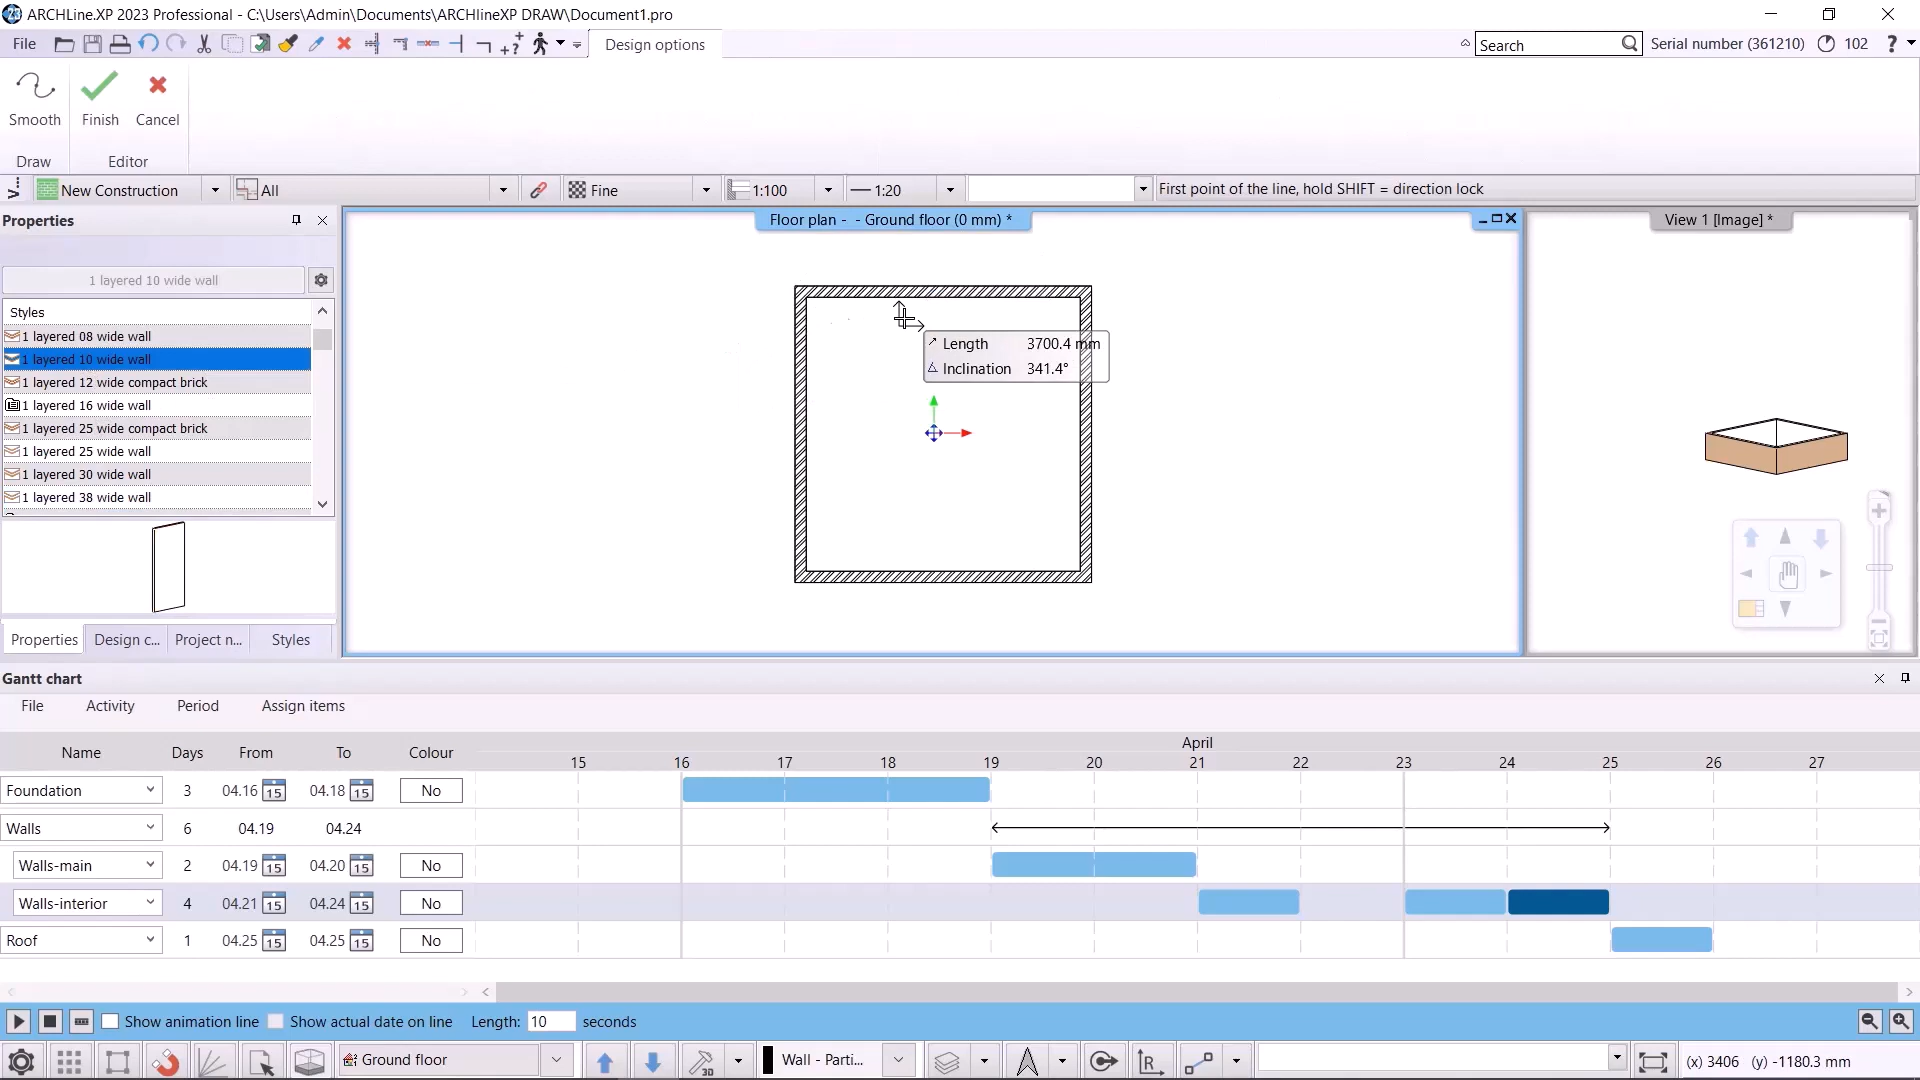 ARCHLine.XP 2023 Professional - C:\Users\Admin\Documents\ARCHlineXP DRAW\Document1.pro
File
Design options
Search
Serial number (361210)
102
?
Smooth
Finish
Cancel
Draw
Editor
New Construction
All
Fine
1:100
1:20
First point of the line, hold SHIFT = direction lock
Properties
Floor plan - - Ground floor (0 mm) *
View 1 [Image] *
1 layered 10 wide wall
Styles
1 layered 08 wide wall
1 layered 10 wide wall
1 layered 12 wide compact brick
1 layered 16 wide wall
1 layered 25 wide compact brick
1 layered 25 wide wall
1 layered 30 wide wall
1 layered 38 wide wall
Length 3700.4 mm
Inclination 341.4°
Properties
Design c...
Project n...
Styles
Gantt chart
File
Activity
Period
Assign items
Name
Days
From
To
Colour
April
15 16 17 18 19 20 21 22 23 24 25 26 27
Foundation 3 04.16 15 04.18 15 No
Walls 6 04.19 04.24
Walls-main 2 04.19 15 04.20 15 No
Walls-interior 4 04.21 15 04.24 15 No
Roof 1 04.25 15 04.25 15 No
Show animation line
Show actual date on line
Length: 10 seconds
Ground floor
3D
Wall - Parti...
R
(x) 3406 (y) -1180.3 mm